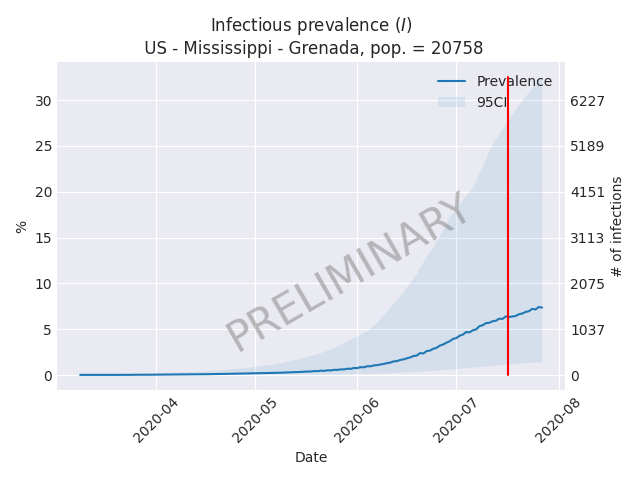 Infectious prevalence (I)
US - Mississippi - Grenada, pop. = 20758
Prevalence
95CI
30
25
20
15
10
5
0
%
6227
5189
4151
3113
2075
1037
0
# of infections
PRELIMINARY
2020-04
2020-05
2020-06
2020-07
2020-08
Date